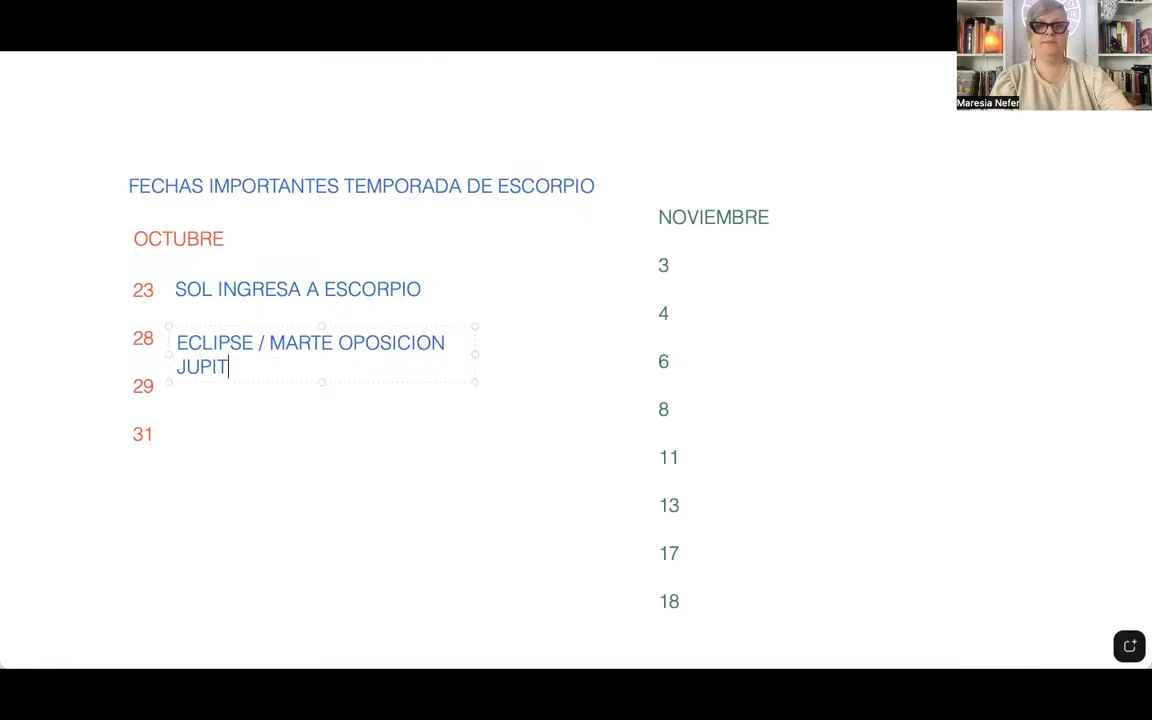 Maresia Nefer
FECHAS IMPORTANTES TEMPORADA DE ESCORPIO
OCTUBRE
23 SOL INGRESA A ESCORPIO
28 ECLIPSE / MARTE OPOSICION
JUPIT
29
31
NOVIEMBRE
3
4
6
8
11
13
17
18